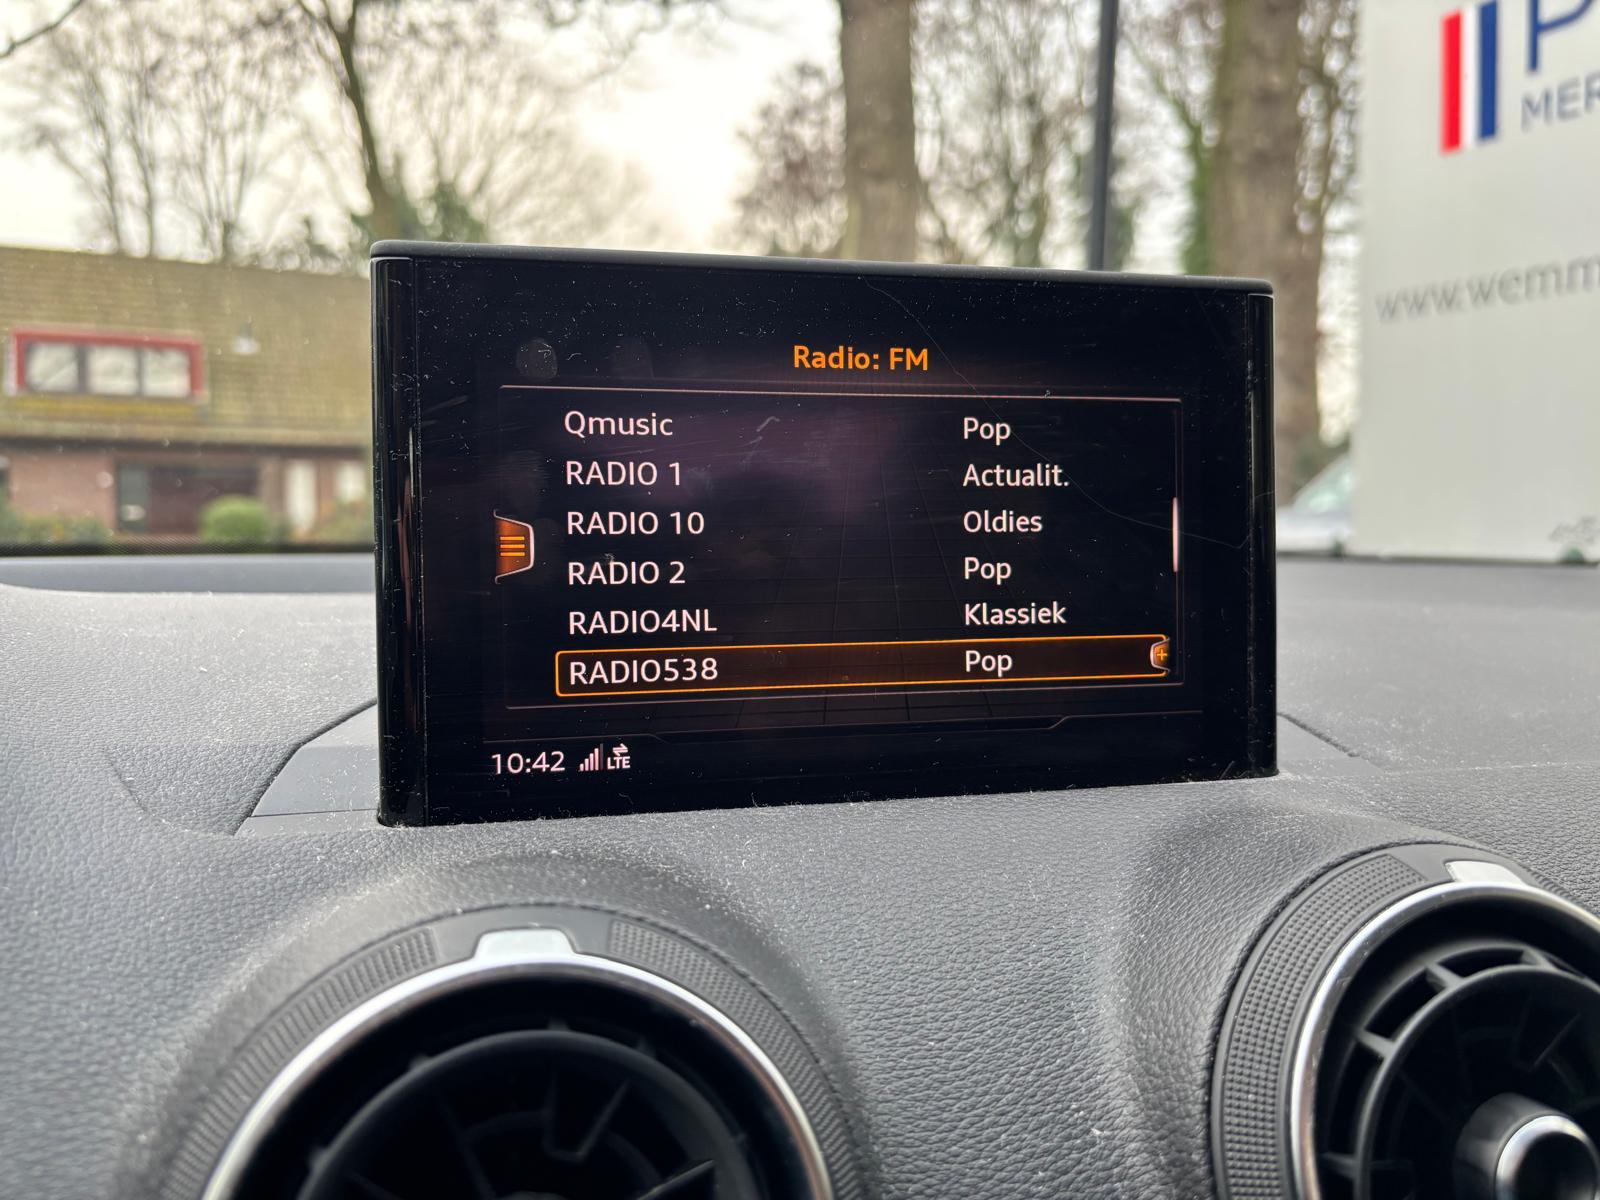 Radio: FM
Qmusic Pop
RADIO 1 Actualit.
RADIO 10 Oldies
RADIO 2 Pop
RADIO4NL Klassiek
RADIO538 Pop
10:42 LTE
P
MER
www.wemm